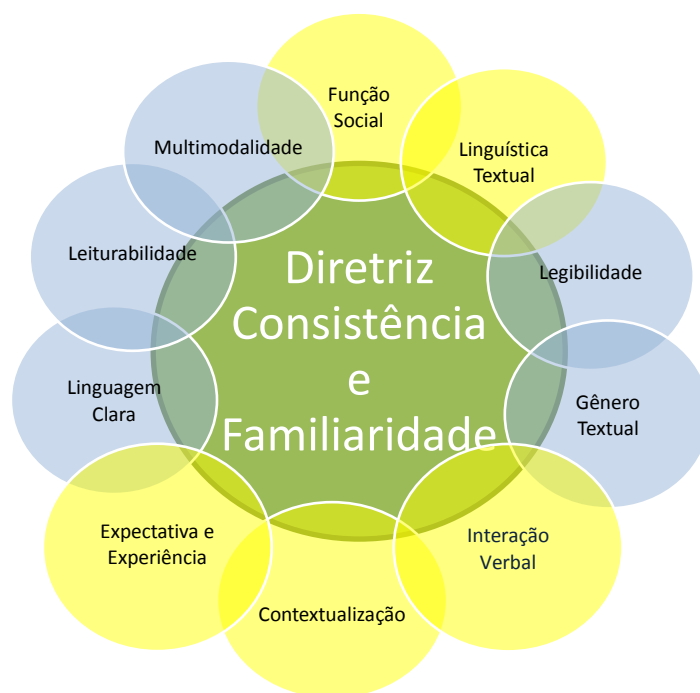 Função
Social
Linguística
Textual
Legibilidade
Gênero
Textual
Interação
Verbal
Contextualização
Expectativa e
Experiência
Linguagem
Clara
Leiturabilidade
Multimodalidade
Diretriz
Consistência
e
Familiaridade